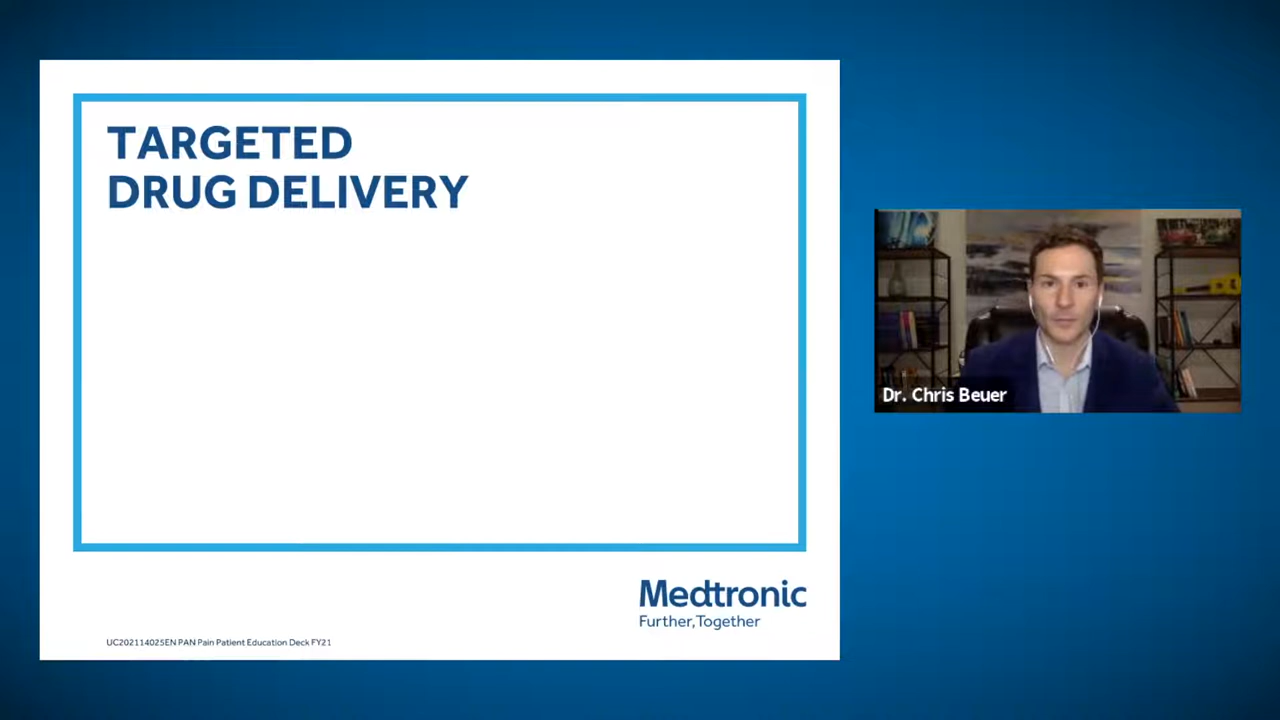 TARGETED
DRUG DELIVERY
Medtronic
Further,Together
UC202114025EN PAN Pain Patient Education Deck FY21
Dr. Chris Beuer